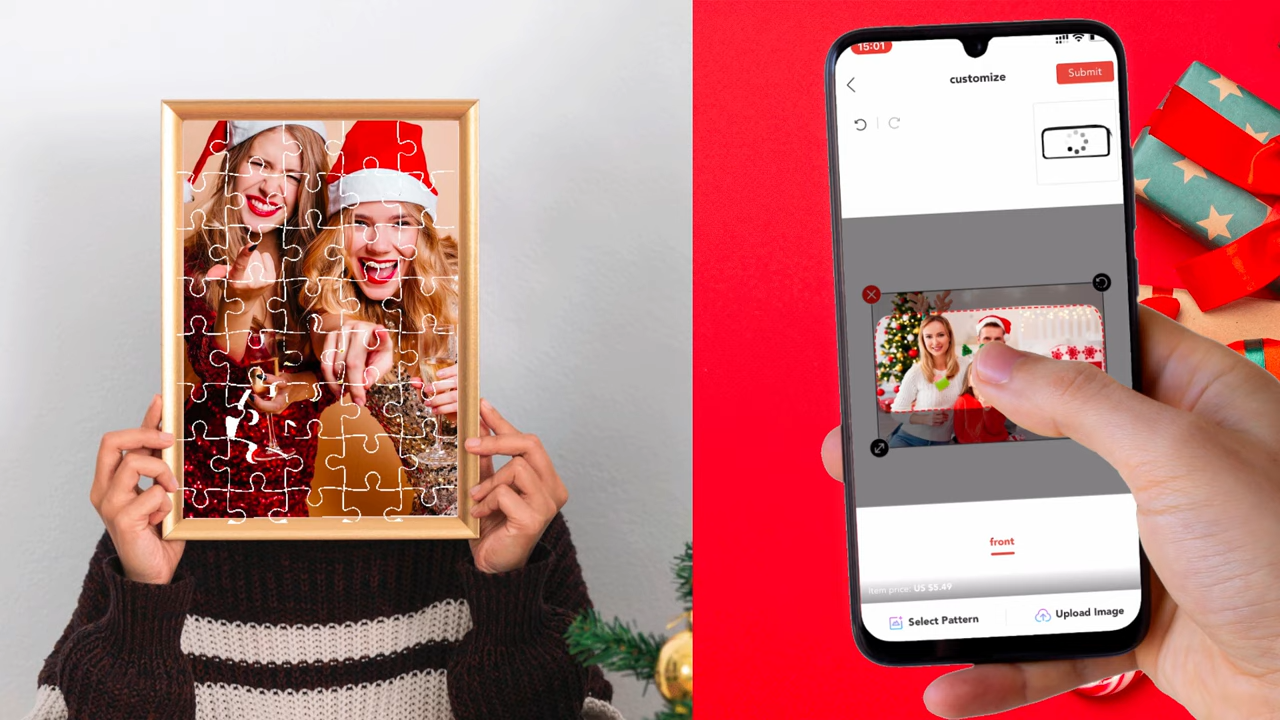 15:01
customize
Submit
front
item price: US $5.49
Select Pattern
Upload Image